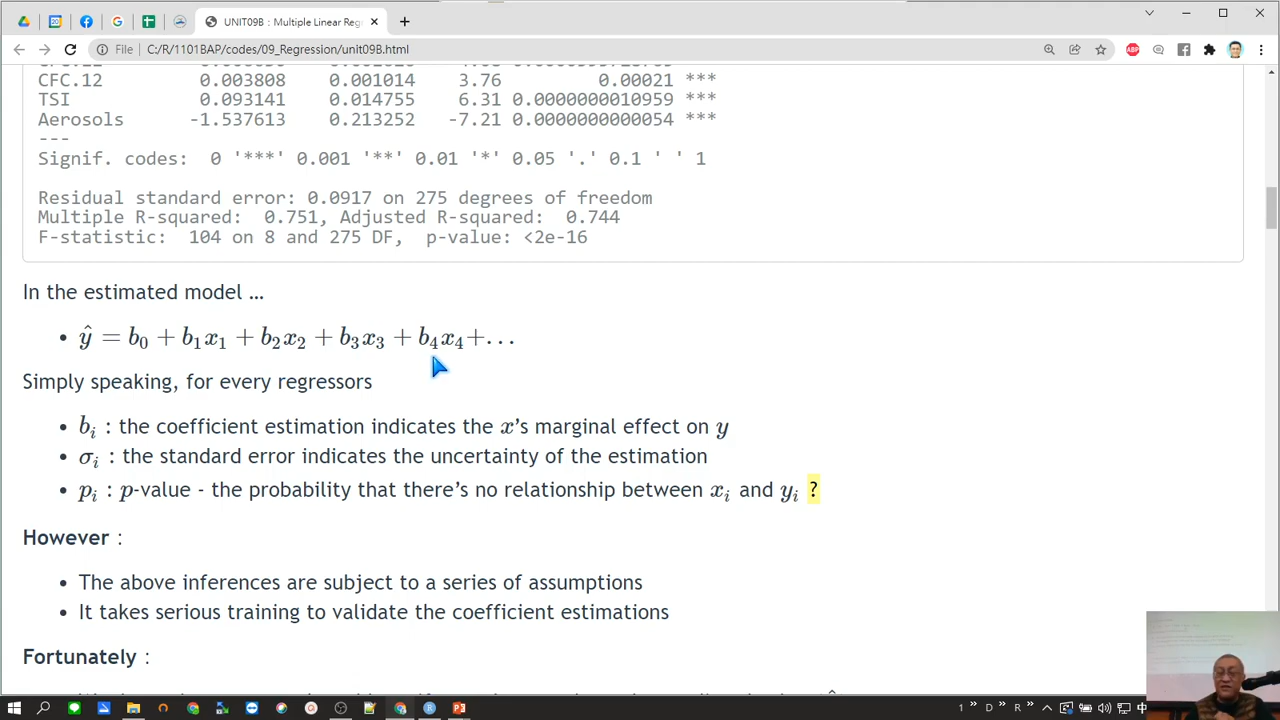 UNIT09B : Multiple Linear Regr
File C:/R/1101BAP/codes/09_Regression/unit09B.html
CFC.12 0.003808 0.001014 3.76 0.00021 ***
TSI 0.093141 0.014755 6.31 0.0000000010959 ***
Aerosols -1.537613 0.213252 -7.21 0.0000000000054 ***
---
Signif. codes: 0 '***' 0.001 '**' 0.01 '*' 0.05 '.' 0.1 ' ' 1
Residual standard error: 0.0917 on 275 degrees of freedom
Multiple R-squared: 0.751, Adjusted R-squared: 0.744
F-statistic: 104 on 8 and 275 DF, p-value: <2e-16
In the estimated model …
• ŷ = b₀ + b₁x₁ + b₂x₂ + b₃x₃ + b₄x₄+…
Simply speaking, for every regressors
• bᵢ : the coefficient estimation indicates the x's marginal effect on y
• σᵢ : the standard error indicates the uncertainty of the estimation
• pᵢ : p-value - the probability that there's no relationship between xᵢ and yᵢ ?
However :
• The above inferences are subject to a series of assumptions
• It takes serious training to validate the coefficient estimations
Fortunately :
1 » D » R » 中